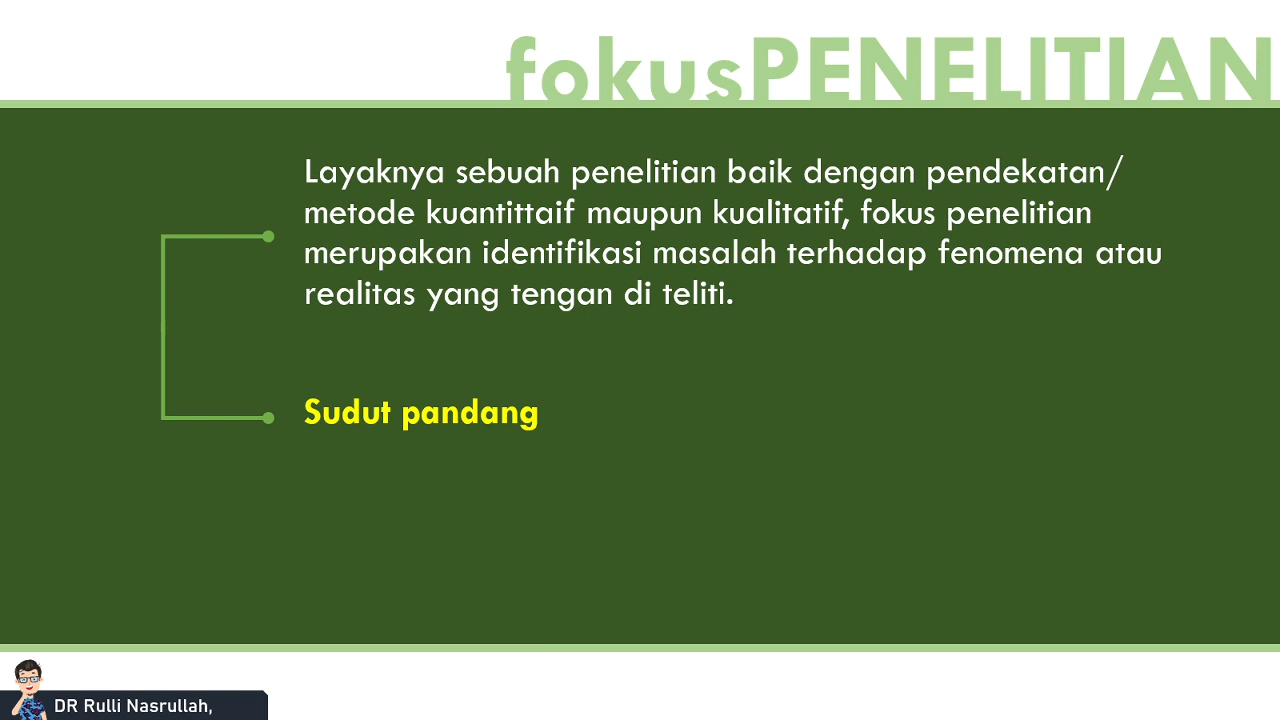 fokusPENELITIAN
Layaknya sebuah penelitian baik dengan pendekatan/
metode kuantittaif maupun kualitatif, fokus penelitian
merupakan identifikasi masalah terhadap fenomena atau
realitas yang tengan di teliti.
Sudut pandang
DR Rulli Nasrullah,